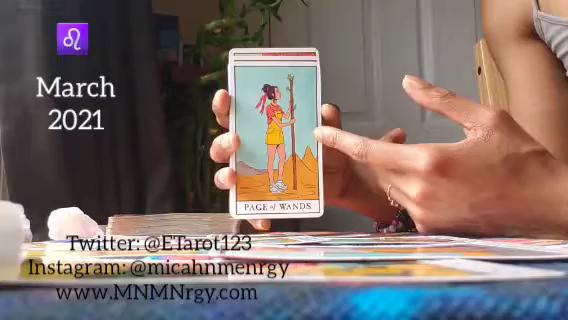 ♌
March
2021
PAGE of WANDS
Twitter: @ETarot123
Instagram: @micahnmenrgy
www.MNMNrgy.com